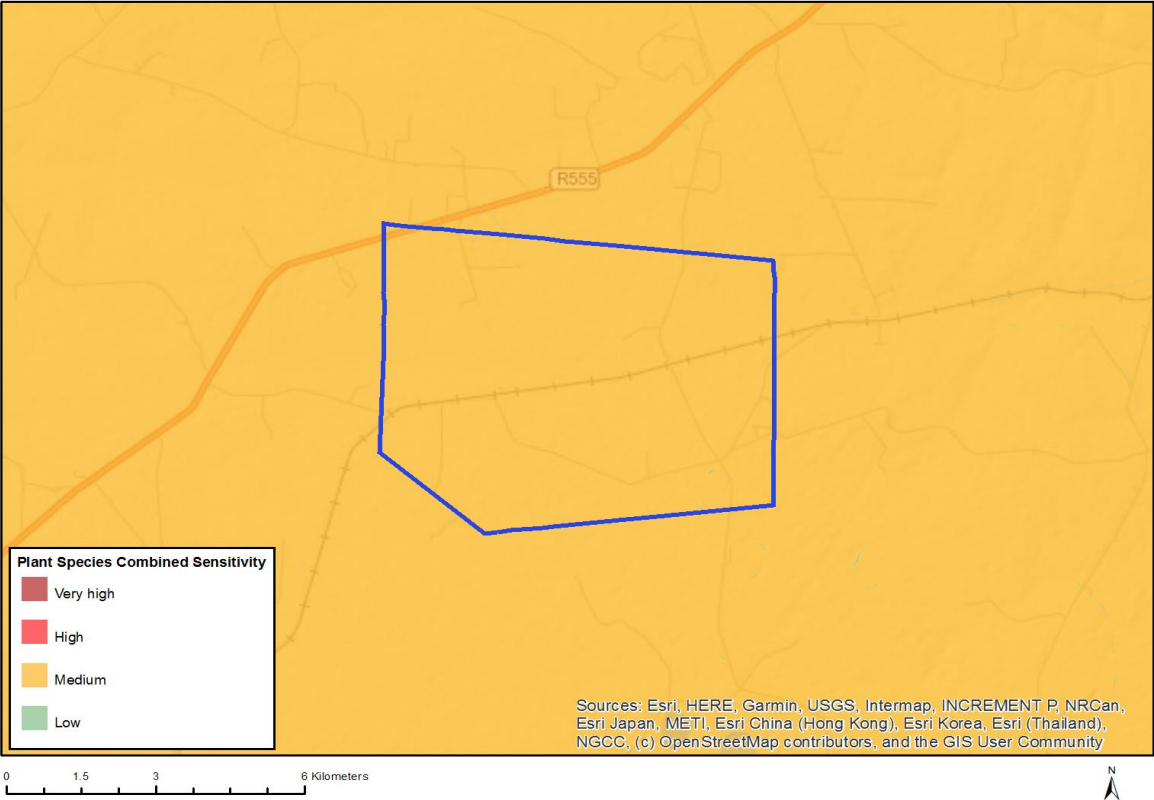 R555
Plant Species Combined Sensitivity
Very high
High
Medium
Low
Sources: Esri, HERE, Garmin, USGS, Intermap, INCREMENT P, NRCan,
Esri Japan, METI, Esri China (Hong Kong), Esri Korea, Esri (Thailand),
NGCC, (c) OpenStreetMap contributors, and the GIS User Community
0 1.5 3 6 Kilometers
N